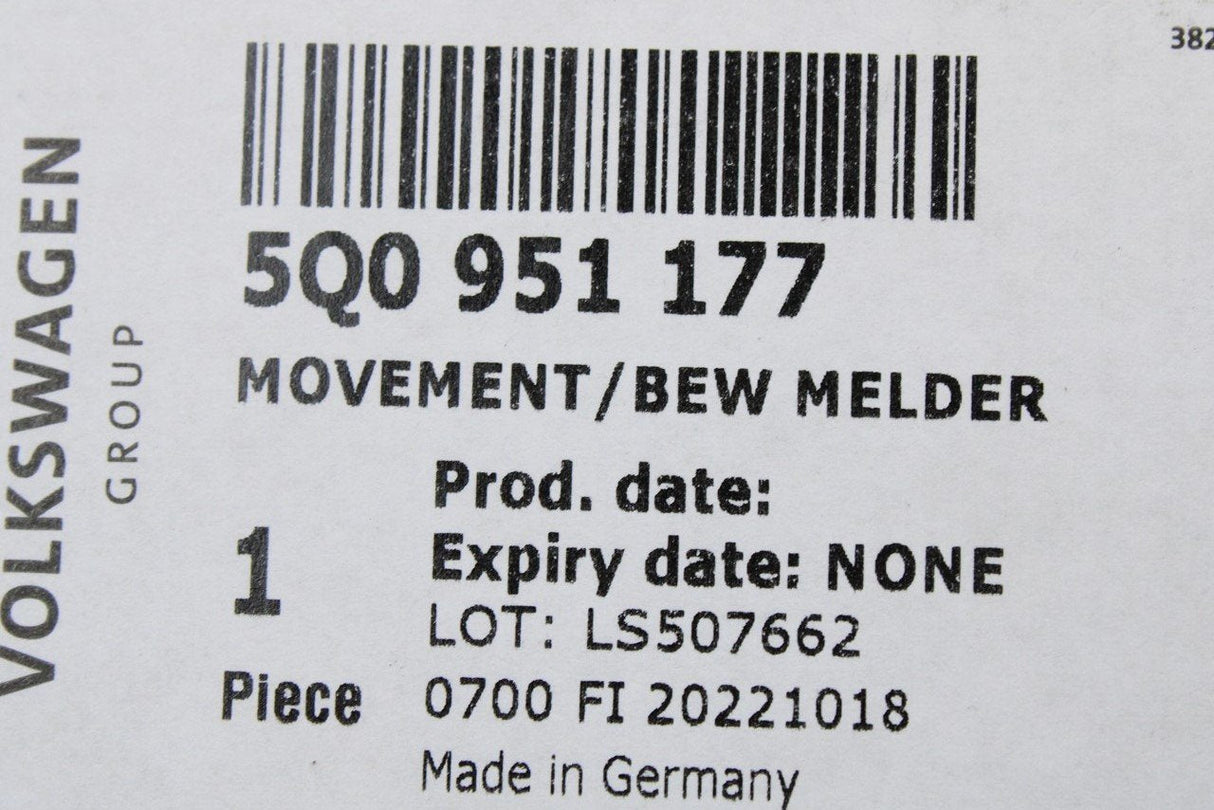 382
VOLKSWAGEN
GROUP
5Q0 951 177
MOVEMENT/BEW MELDER
Prod. date:
Expiry date: NONE
1
LOT: LS507662
Piece
0700 FI 20221018
Made in Germany